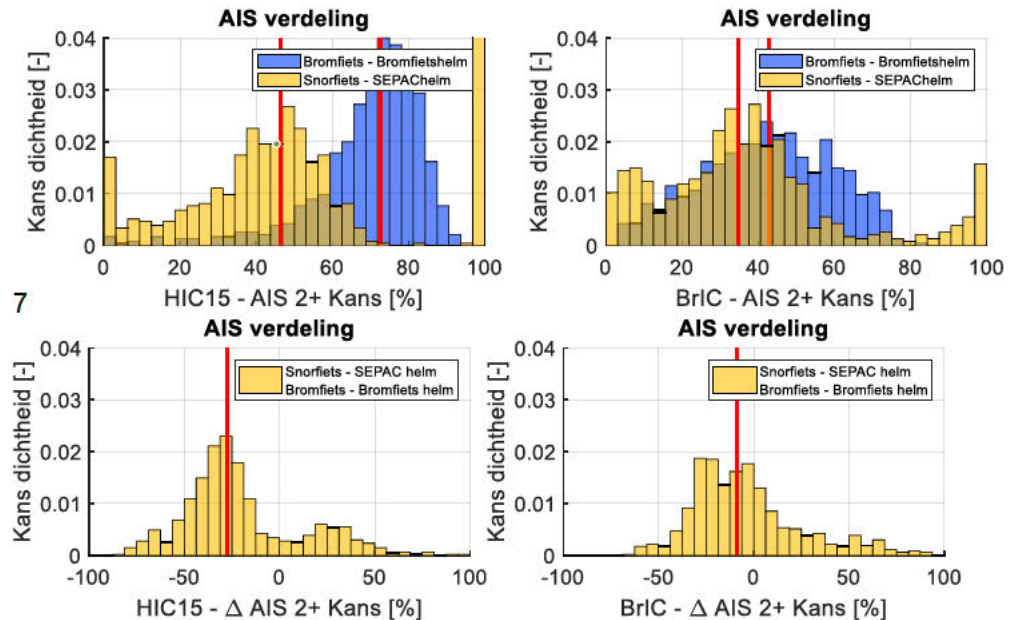 AIS verdeling
0.04
0.03
0.02
0.01
0
Kans dichtheid [-]
Bromfiets - Bromfietshelm
Snorfiets - SEPAChelm
0 20 40 60 80 100
HIC15 - AIS 2+ Kans [%]
AIS verdeling
0.04
0.03
0.02
0.01
0
Kans dichtheid [-]
Bromfiets - Bromfietshelm
Snorfiets - SEPAChelm
0 20 40 60 80 100
BrIC - AIS 2+ Kans [%]
7
AIS verdeling
0.04
0.03
0.02
0.01
0
Kans dichtheid [-]
Snorfiets - SEPAC helm
Bromfiets - Bromfiets helm
-100 -50 0 50 100
HIC15 - Δ AIS 2+ Kans [%]
AIS verdeling
0.04
0.03
0.02
0.01
0
Kans dichtheid [-]
Snorfiets - SEPAC helm
Bromfiets - Bromfiets helm
-100 -50 0 50 100
BrIC - Δ AIS 2+ Kans [%]